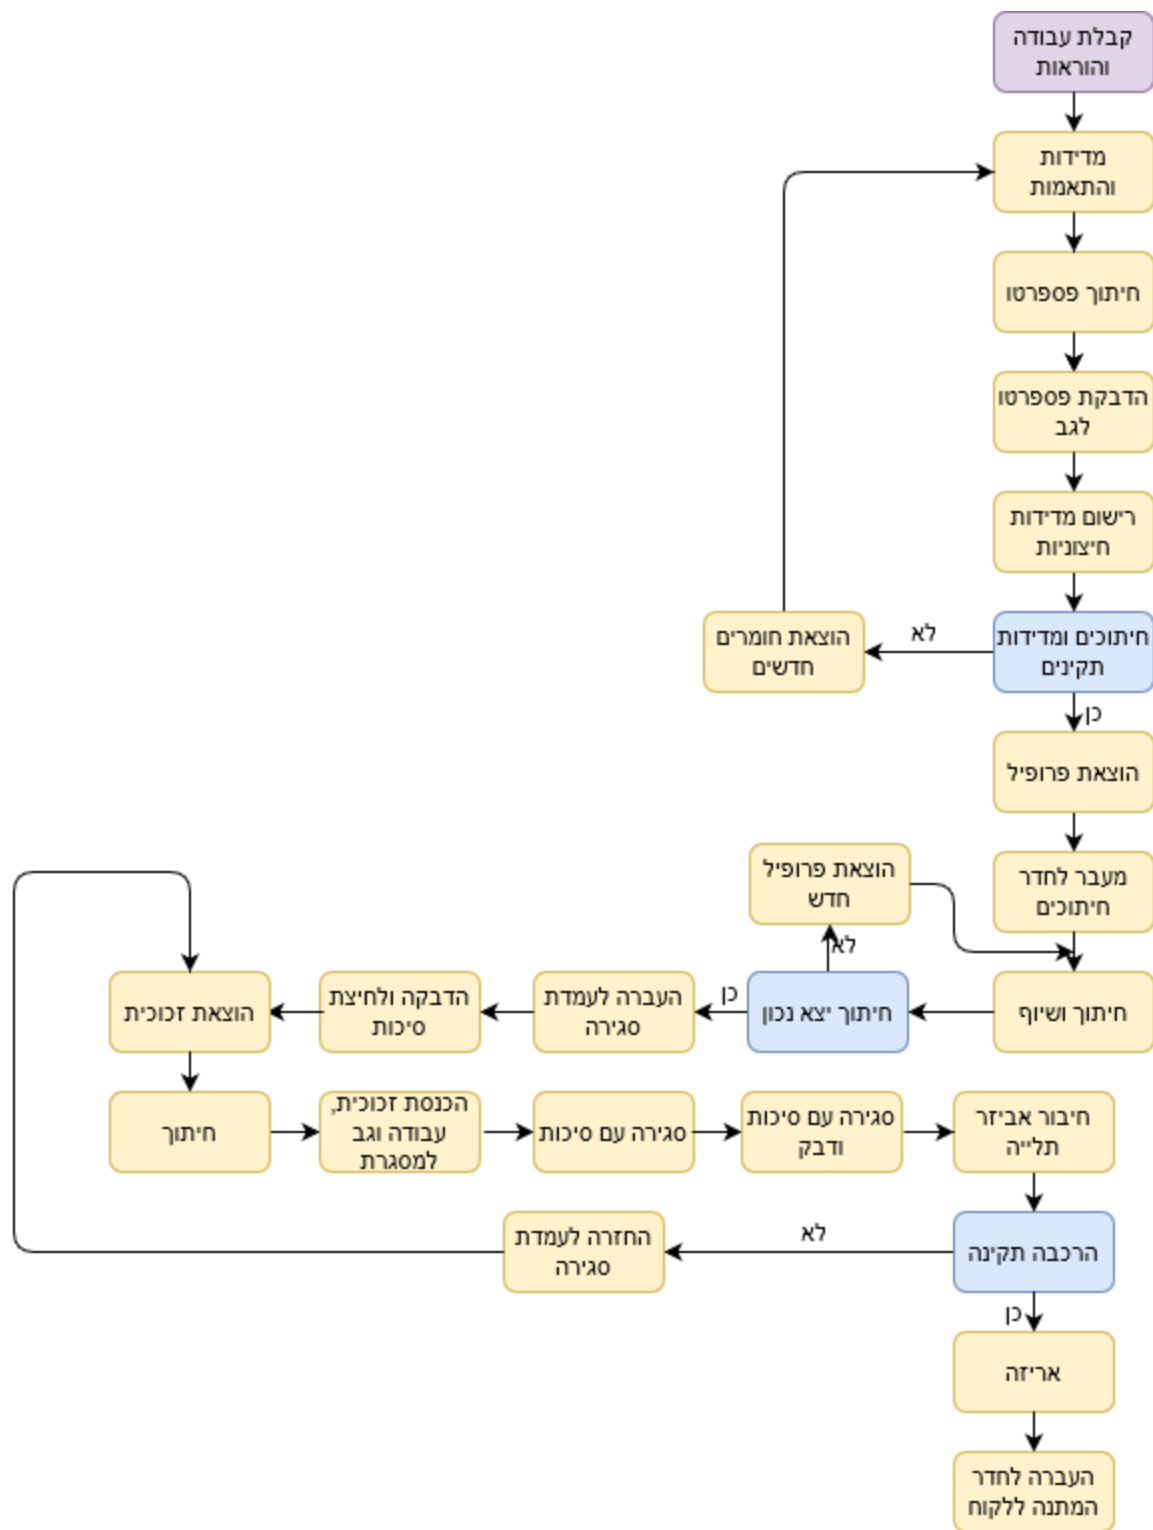 קבלת עבודה
והוראות
מדידות
והתאמות
חיתוך פספרטו
הדבקת פספרטו
לגב
רישום מדידות
חיצוניות
חיתוכים ומדידות
תקינים
לא
הוצאת חומרים
חדשים
כן
הוצאת פרופיל
מעבר לחדר
חיתוכים
חיתוך ושיוף
חיתוך יצא נכון
לא
הוצאת פרופיל
חדש
כן
העברה לעמדת
סגירה
הדבקה ולחיצת
סיכות
הוצאת זכוכית
חיתוך
הכנסת זכוכית,
עבודה וגב
למסגרת
סגירה עם סיכות
סגירה עם סיכות
ודבק
חיבור אביזר
תלייה
הרכבה תקינה
לא
החזרה לעמדת
סגירה
כן
אריזה
העברה לחדר
המתנה ללקוח